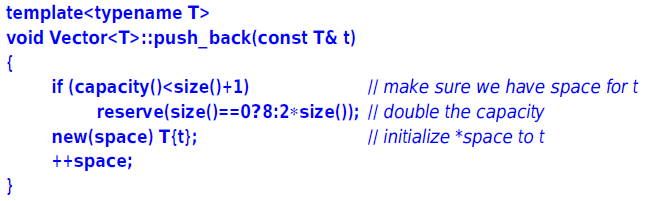 template<typename T>
void Vector<T>::push_back(const T& t)
{
if (capacity()<size()+1) // make sure we have space for t
reserve(size()==0?8:2*size()); // double the capacity
new(space) T{t}; // initialize *space to t
++space;
}